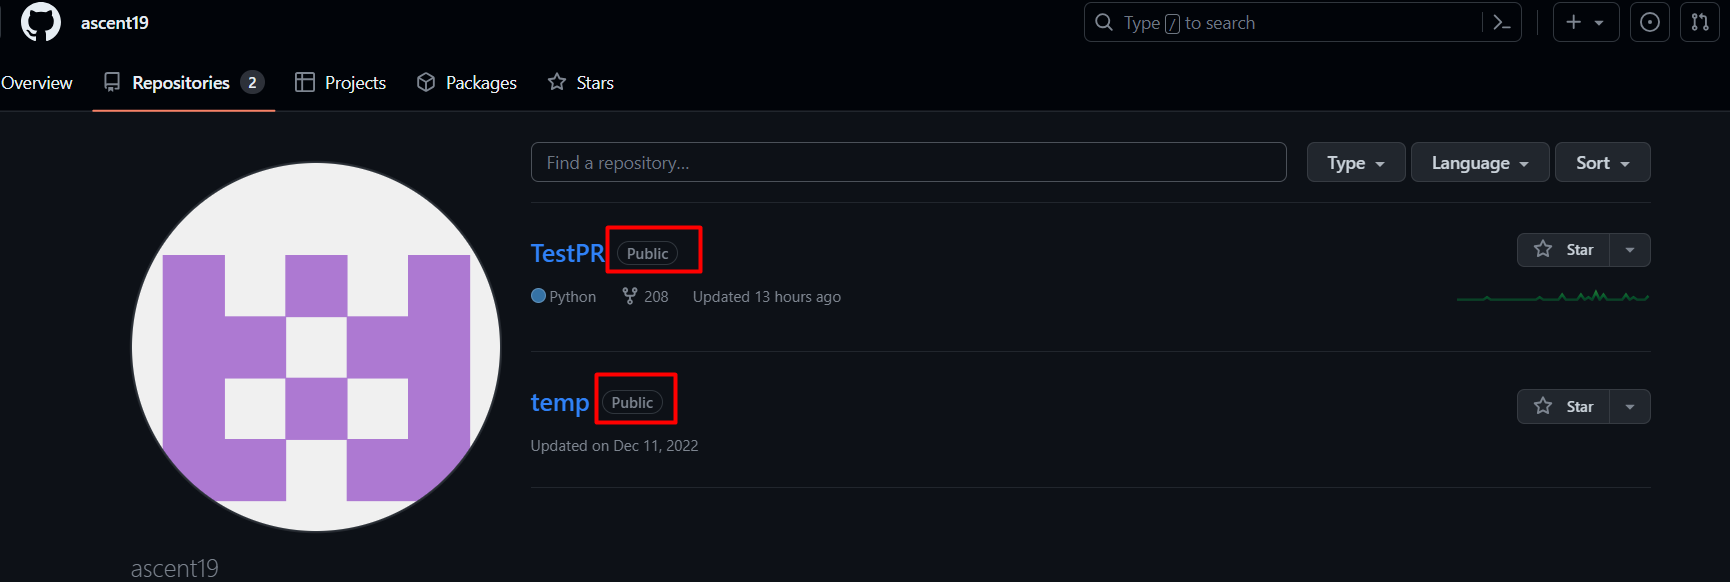 ascent19
Type / to search
Overview Repositories 2 Projects Packages Stars
Find a repository... Type Language Sort
TestPR Public Star
Python 208 Updated 13 hours ago
temp Public Star
Updated on Dec 11, 2022
ascent19